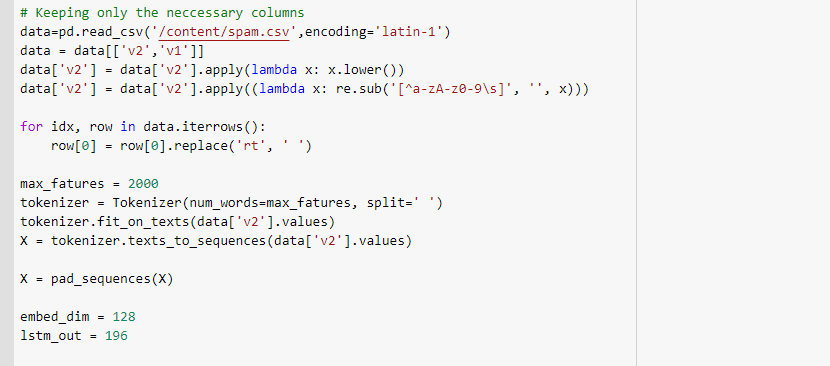 # Keeping only the neccessary columns
data=pd.read_csv('/content/spam.csv',encoding='latin-1')
data = data[['v2','v1']]
data['v2'] = data['v2'].apply(lambda x: x.lower())
data['v2'] = data['v2'].apply((lambda x: re.sub('[^a-zA-z0-9\s]', '', x)))
for idx, row in data.iterrows():
row[0] = row[0].replace('rt', ' ')
max_fatures = 2000
tokenizer = Tokenizer(num_words=max_fatures, split=' ')
tokenizer.fit_on_texts(data['v2'].values)
X = tokenizer.texts_to_sequences(data['v2'].values)
X = pad_sequences(X)
embed_dim = 128
lstm_out = 196